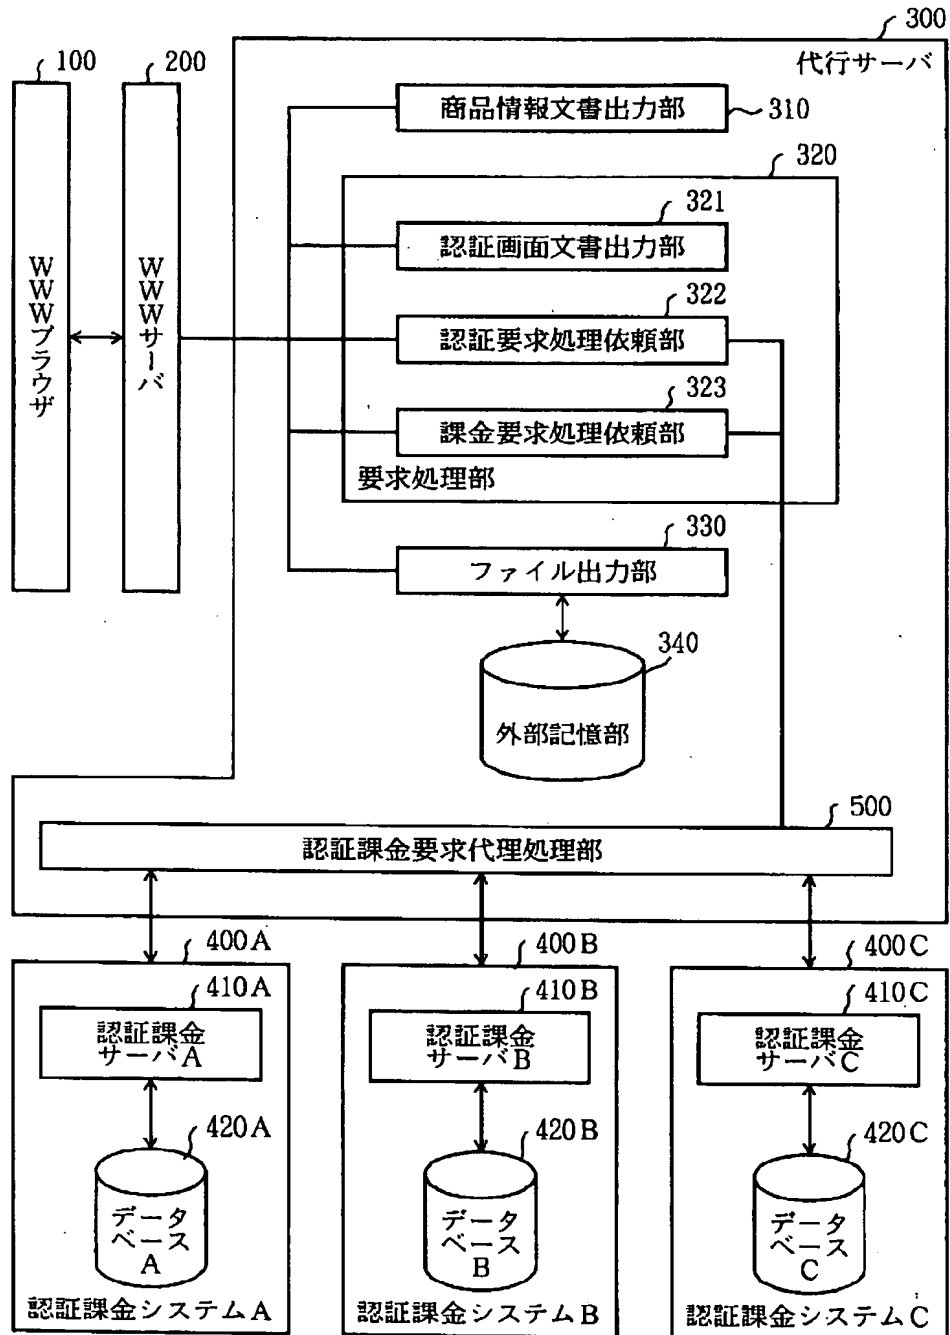 300
代行サーバ
100
200
WWWブラウザ
WWWサーバ
商品情報文書出力部
310
320
321
認証画面文書出力部
322
認証要求処理依頼部
323
課金要求処理依頼部
要求処理部
330
ファイル出力部
340
外部記憶部
500
認証課金要求代理処理部
400A
410A
認証課金
サーバA
420A
データ
ベース
A
認証課金システムA
400B
410B
認証課金
サーバB
420B
データ
ベース
B
認証課金システムB
400C
410C
認証課金
サーバC
420C
データ
ベース
C
認証課金システムC